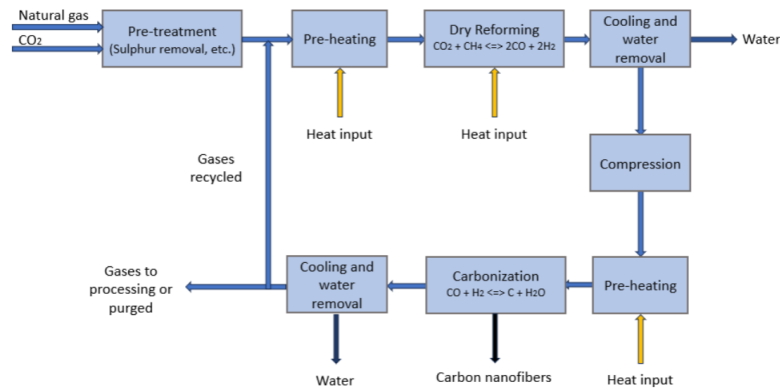 Natural gas
CO2
Pre-treatment
(Sulphur removal, etc.)
Pre-heating
Dry Reforming
CO2 + CH4 <=> 2CO + 2H2
Cooling and
water
removal
Water
Heat input
Heat input
Gases
recycled
Compression
Gases to
processing or
purged
Cooling and
water
removal
Carbonization
CO + H2 <=> C + H2O
Pre-heating
Water
Carbon nanofibers
Heat input